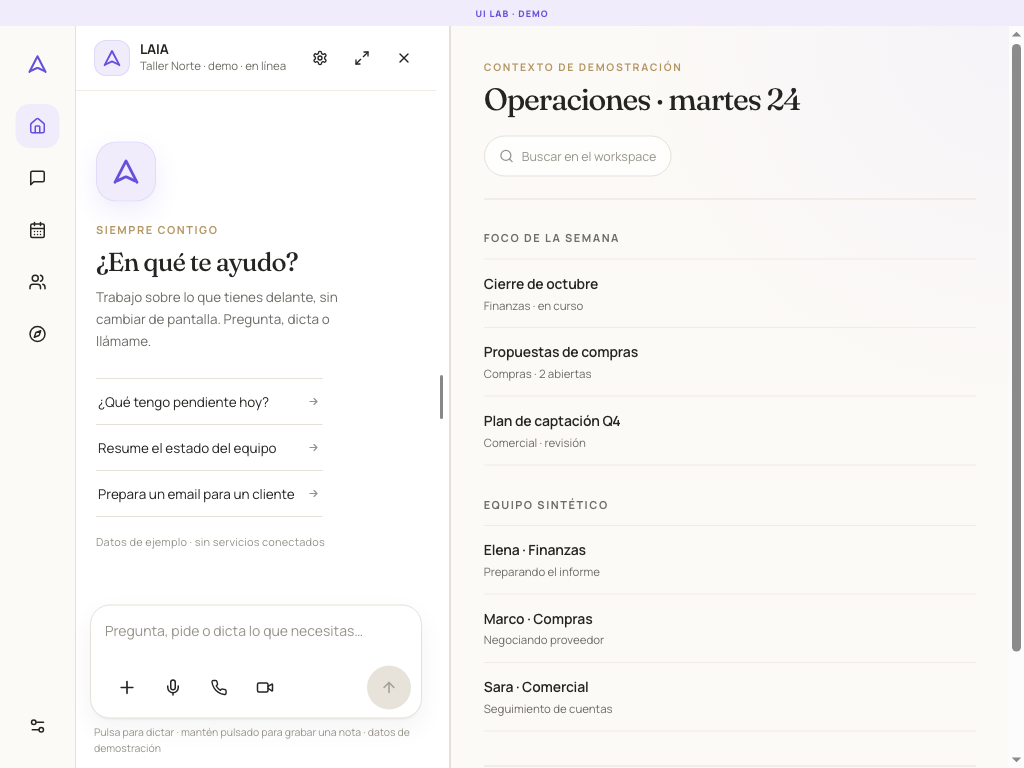 UI LAB · DEMO
LAIA
Taller Norte · demo · en línea
SIEMPRE CONTIGO
¿En qué te ayudo?
Trabajo sobre lo que tienes delante, sin
cambiar de pantalla. Pregunta, dicta o
llámame.
¿Qué tengo pendiente hoy?
Resume el estado del equipo
Prepara un email para un cliente
Datos de ejemplo · sin servicios conectados
Pregunta, pide o dicta lo que necesitas…
Pulsa para dictar · mantén pulsado para grabar una nota · datos de
demostración
CONTEXTO DE DEMOSTRACIÓN
Operaciones · martes 24
Buscar en el workspace
FOCO DE LA SEMANA
Cierre de octubre
Finanzas · en curso
Propuestas de compras
Compras · 2 abiertas
Plan de captación Q4
Comercial · revisión
EQUIPO SINTÉTICO
Elena · Finanzas
Preparando el informe
Marco · Compras
Negociando proveedor
Sara · Comercial
Seguimiento de cuentas